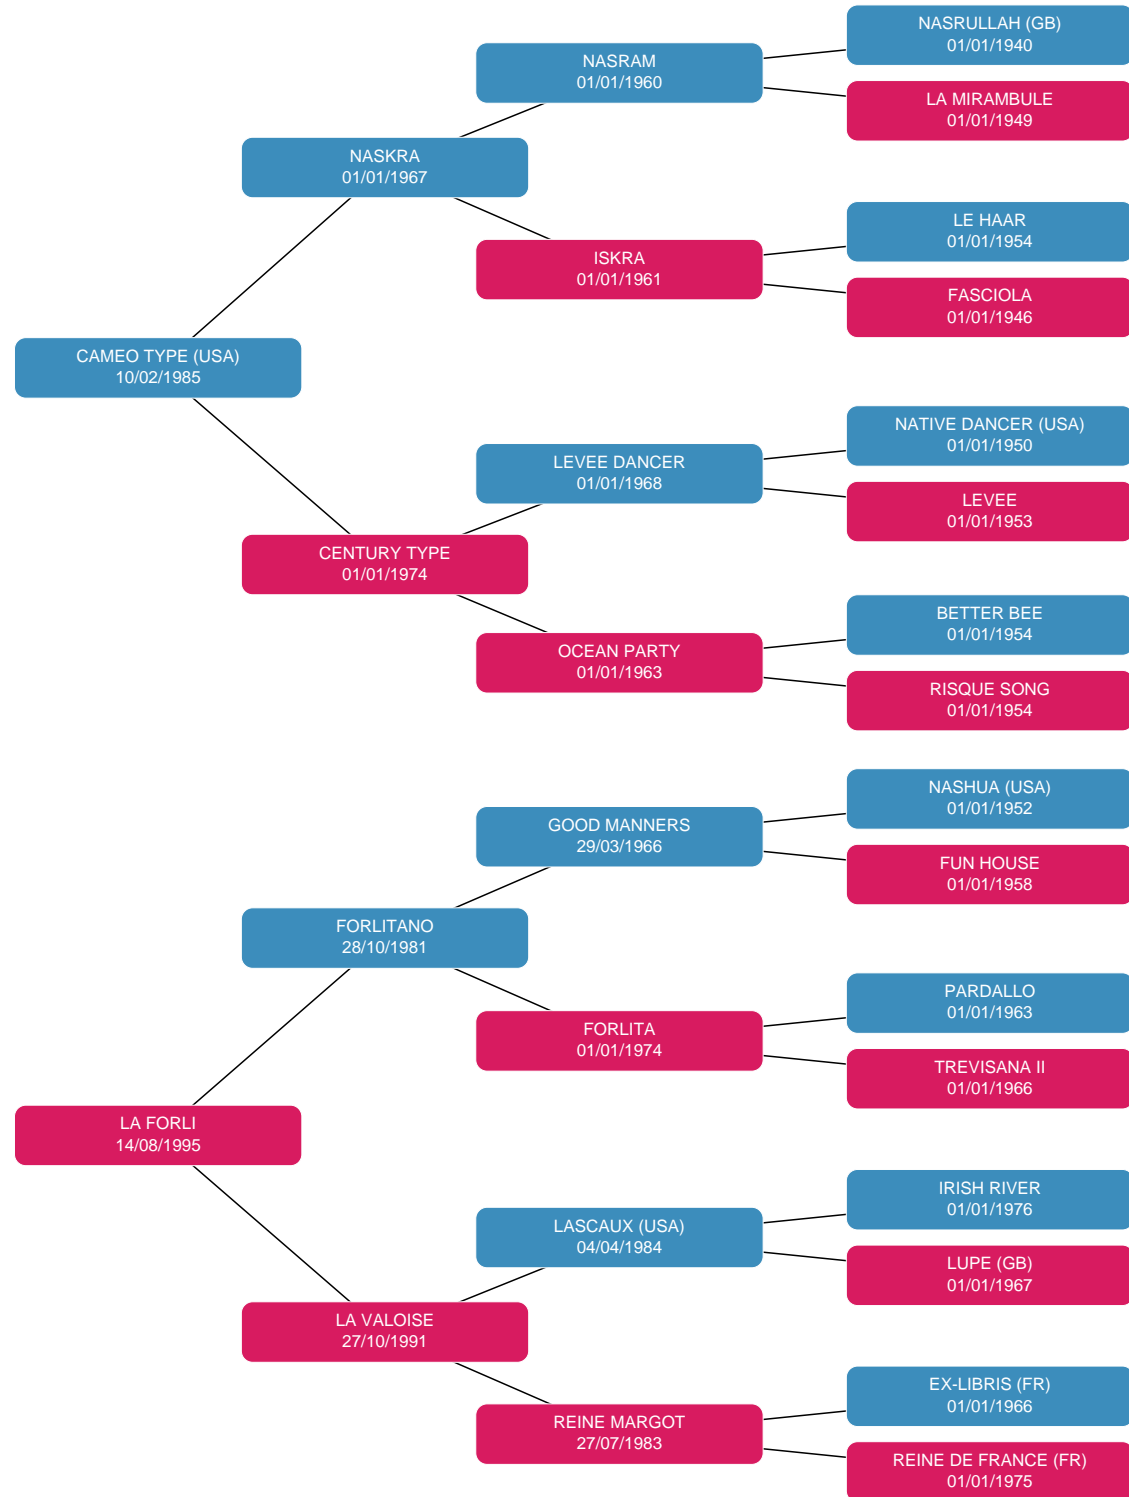 NASRULLAH (GB)
01/01/1940
NASRAM
01/01/1960
LA MIRAMBULE
01/01/1949
NASKRA
01/01/1967
LE HAAR
01/01/1954
ISKRA
01/01/1961
FASCIOLA
01/01/1946
CAMEO TYPE (USA)
10/02/1985
NATIVE DANCER (USA)
01/01/1950
LEVEE DANCER
01/01/1968
LEVEE
01/01/1953
CENTURY TYPE
01/01/1974
BETTER BEE
01/01/1954
OCEAN PARTY
01/01/1963
RISQUE SONG
01/01/1954
NASHUA (USA)
01/01/1952
GOOD MANNERS
29/03/1966
FUN HOUSE
01/01/1958
FORLITANO
28/10/1981
PARDALLO
01/01/1963
FORLITA
01/01/1974
TREVISANA II
01/01/1966
LA FORLI
14/08/1995
IRISH RIVER
01/01/1976
LASCAUX (USA)
04/04/1984
LUPE (GB)
01/01/1967
LA VALOISE
27/10/1991
EX-LIBRIS (FR)
01/01/1966
REINE MARGOT
27/07/1983
REINE DE FRANCE (FR)
01/01/1975